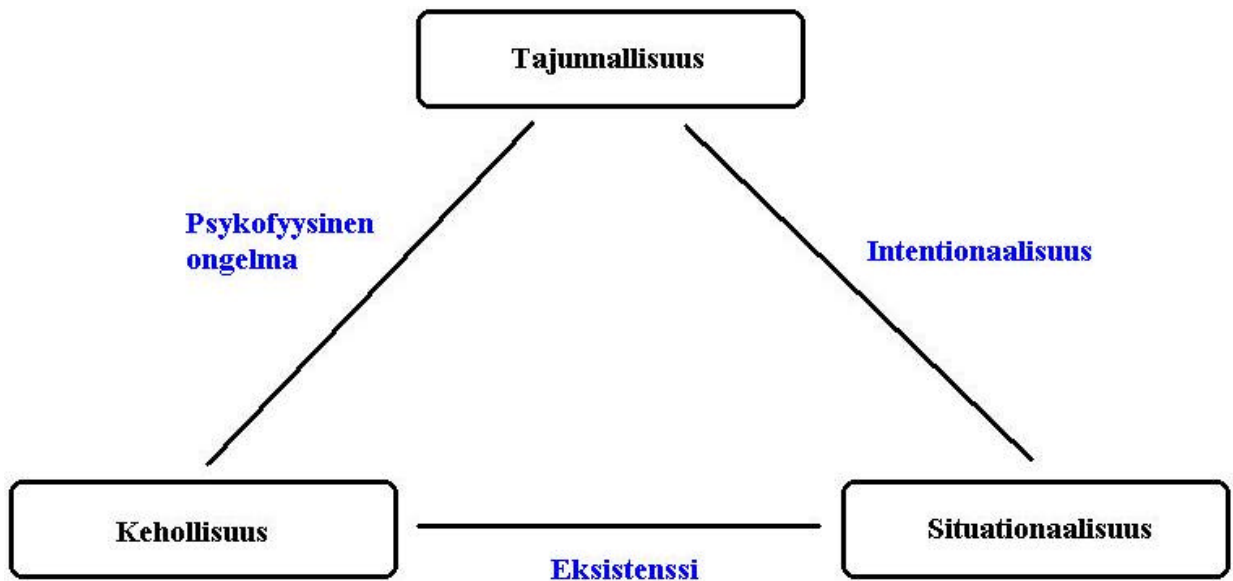 Tajunnallisuus
Psykofyysinen
ongelma
Intentionaalisuus
Kehollisuus
Situationaalisuus
Eksistenssi